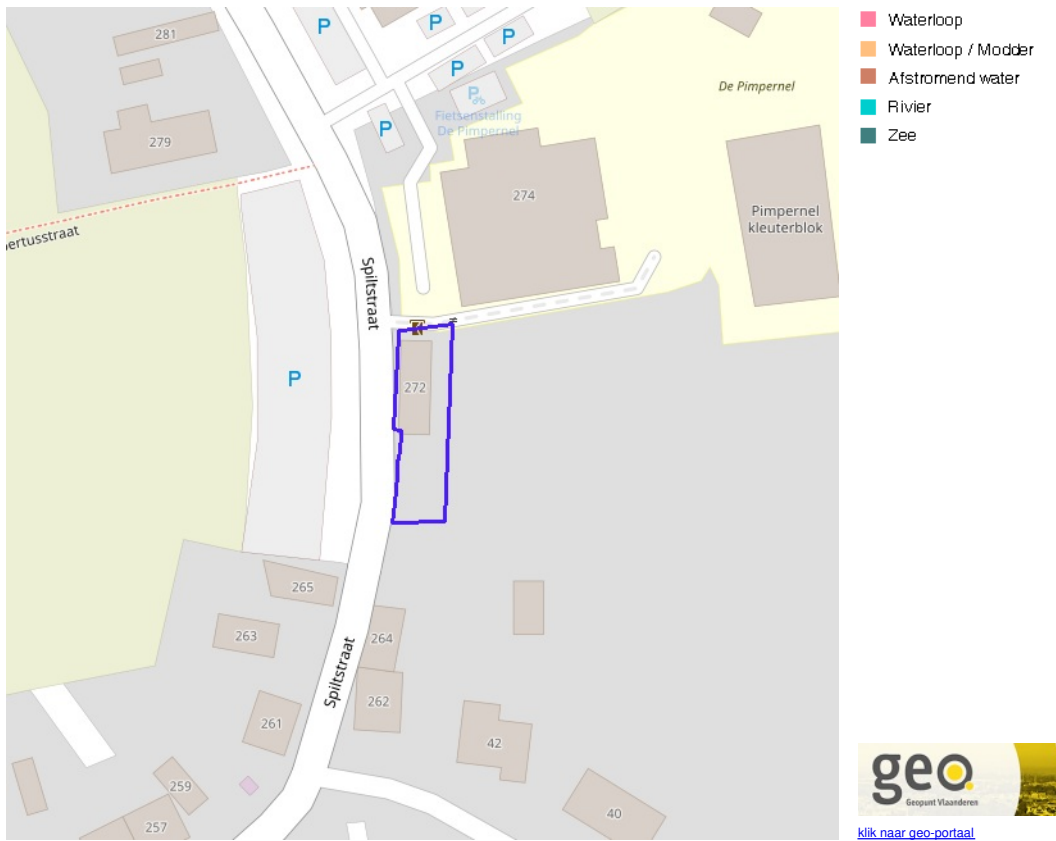 281
P
P
P
P
P
Fietsenstalling
De Pimpernel
De Pimpernel
279
P
274
Pimpernel
kleuterblok
ertusstraat
Spiltstraat
P
272
265
263
264
Spiltstraat
262
261
42
259
40
257
Waterloop
Waterloop / Modder
Afstromend water
Rivier
Zee
geo.
Geopunt Vlaanderen
klik naar geo-portaal